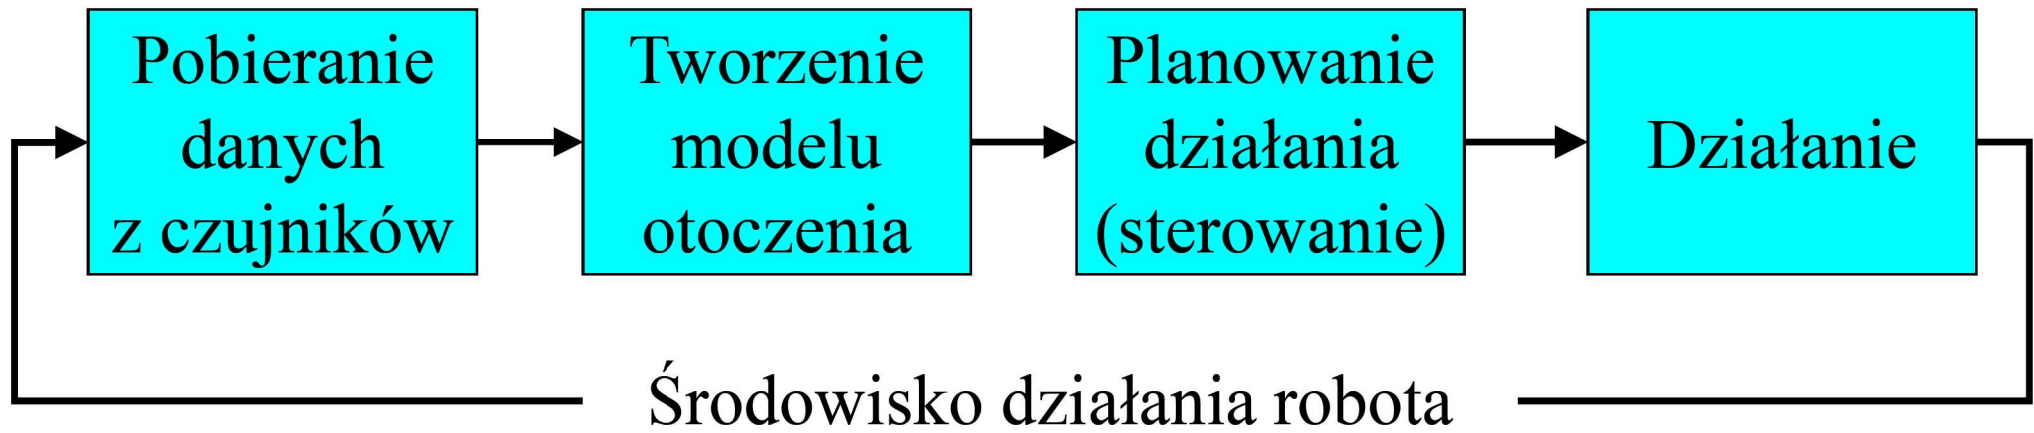 Pobieranie
danych
z czujników
Tworzenie
modelu
otoczenia
Planowanie
działania
(sterowanie)
Działanie
Środowisko działania robota